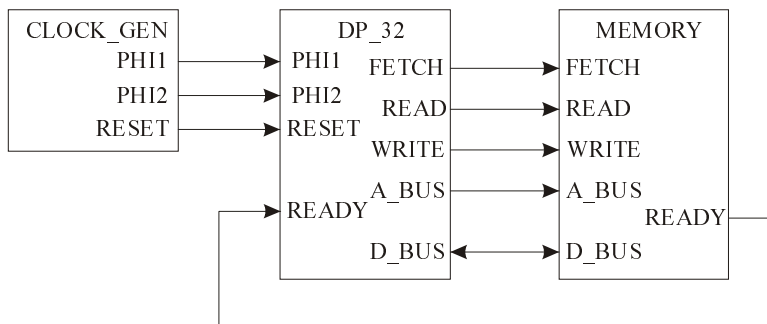 CLOCK_GEN
PHI1
PHI2
RESET
DP_32
PHI1
PHI2
RESET
READY
FETCH
READ
WRITE
A_BUS
D_BUS
MEMORY
FETCH
READ
WRITE
A_BUS
READY
D_BUS